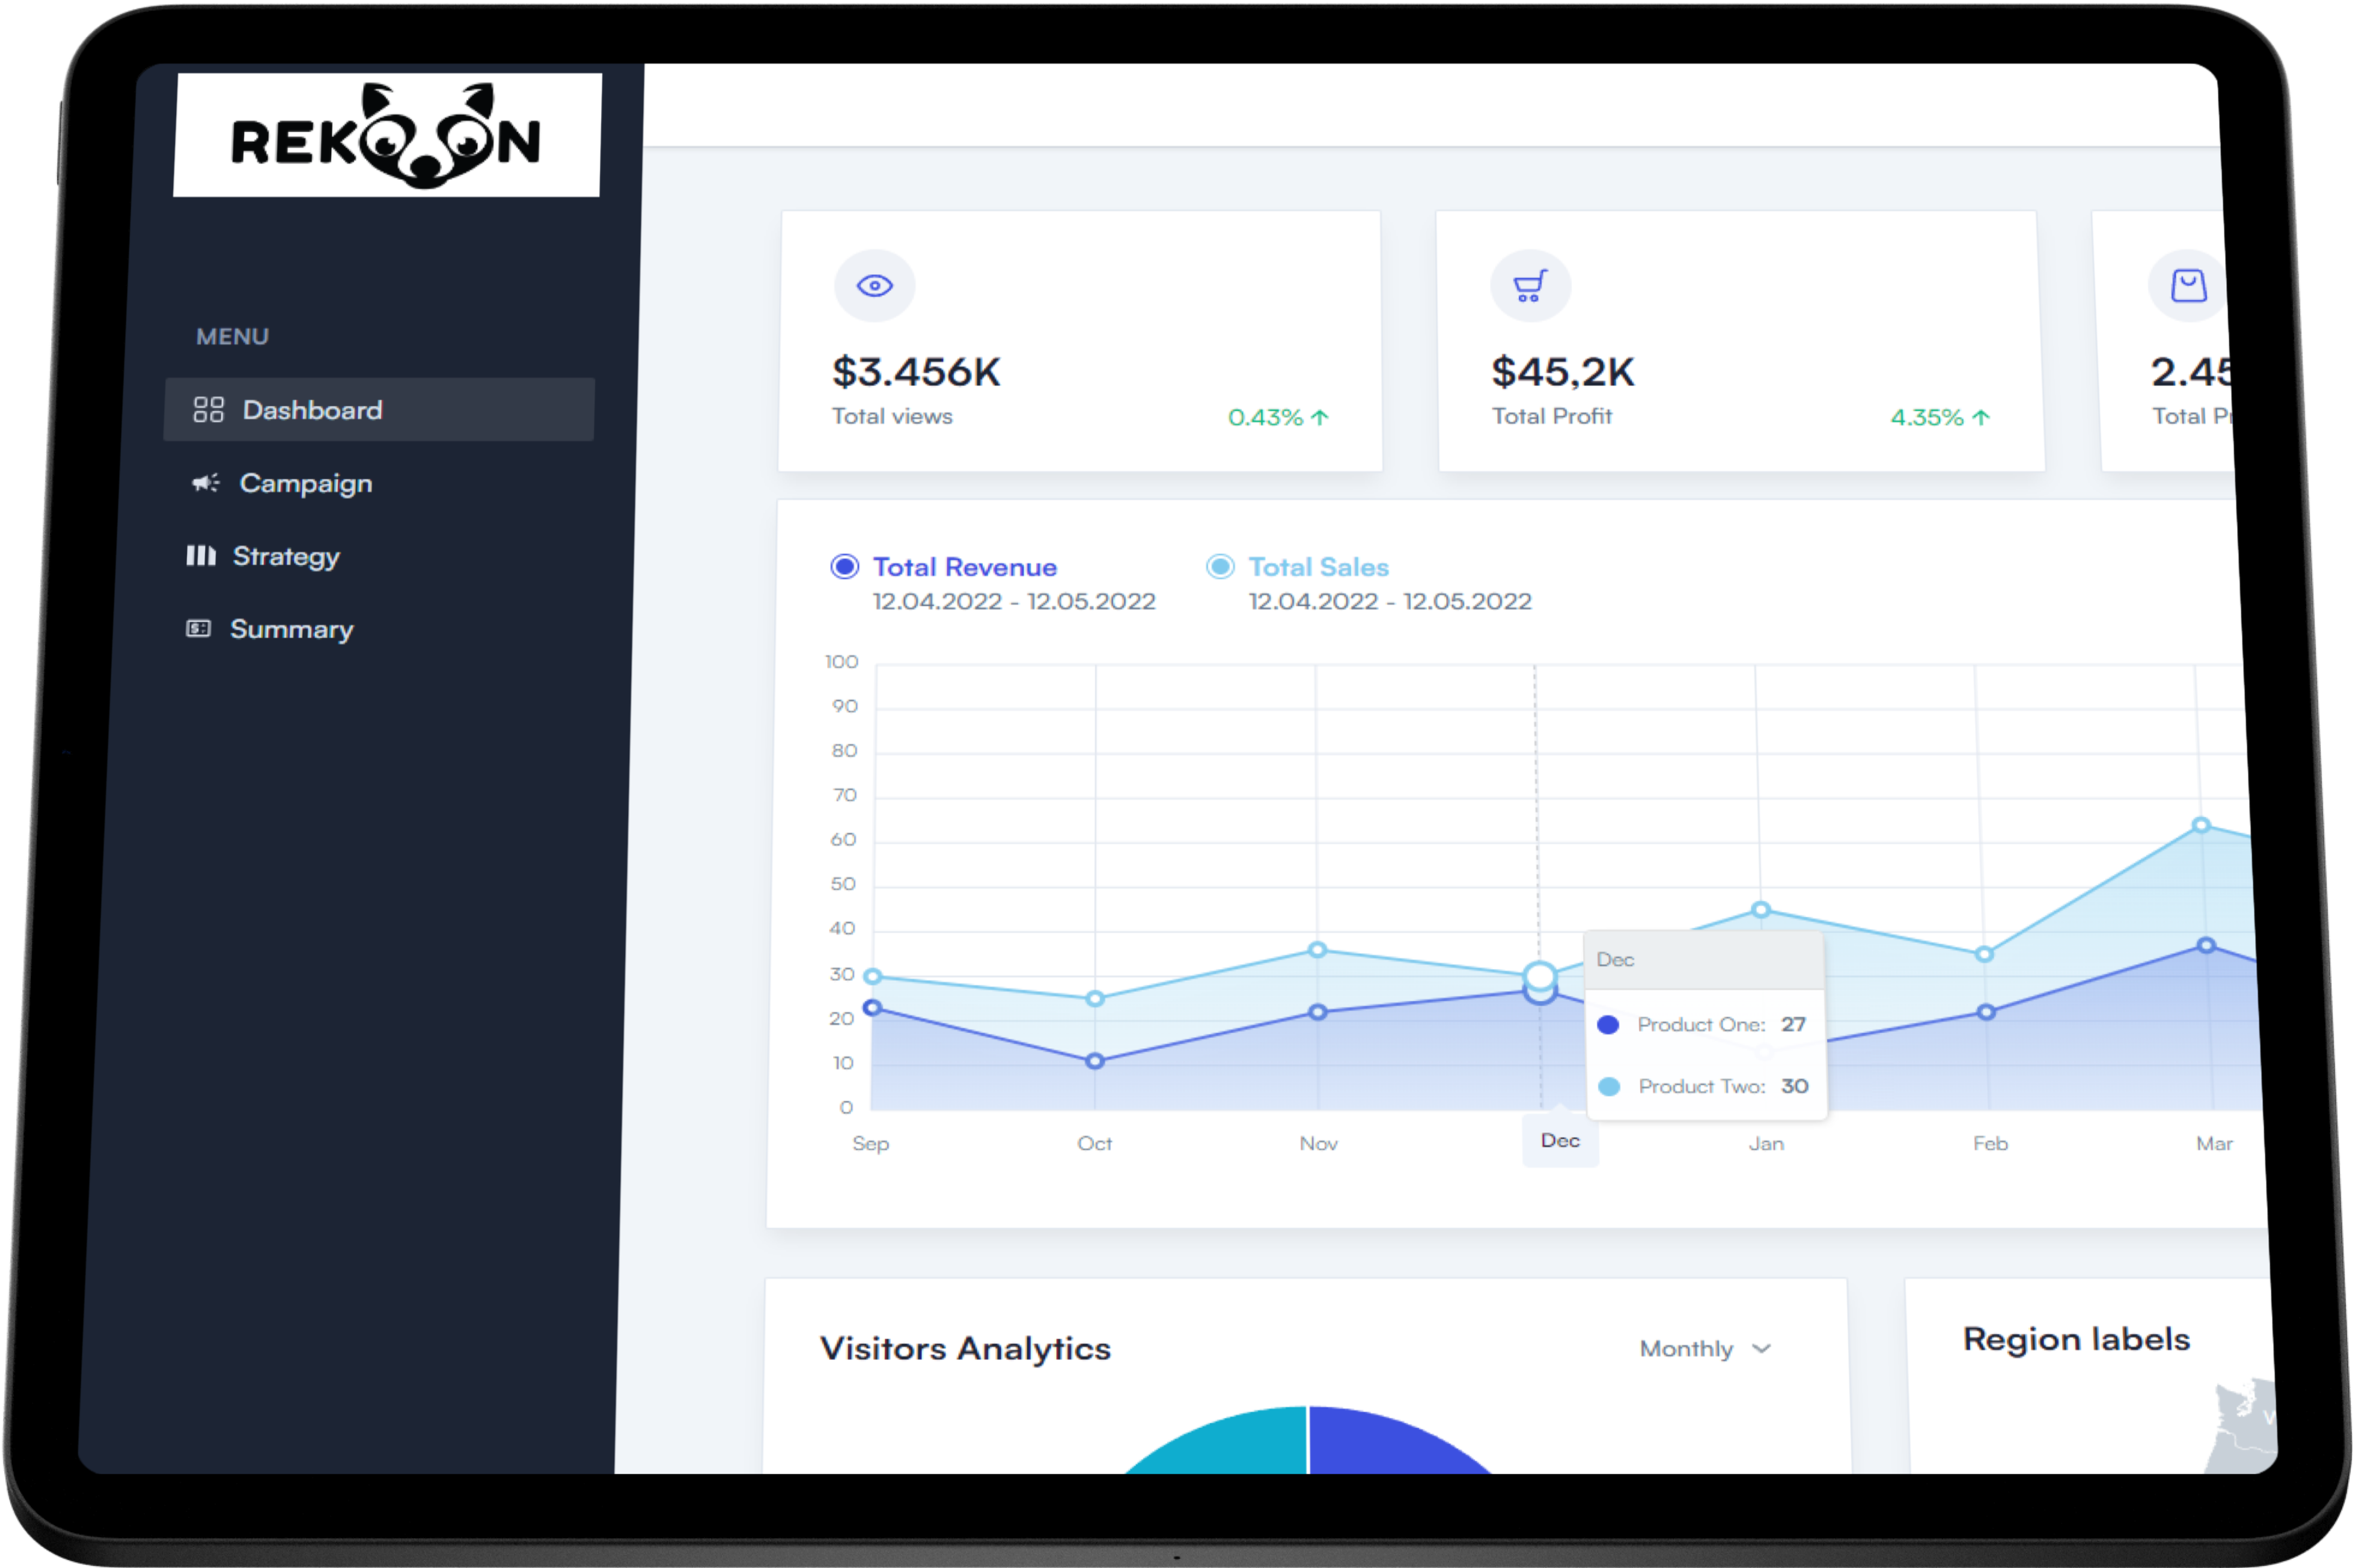 REKOON
MENU
Dashboard
Campaign
Strategy
Summary
$3.456K
Total views
0.43%
$45,2K
Total Profit
4.35%
2.45
Total
Total Revenue
12.04.2022 - 12.05.2022
Total Sales
12.04.2022 - 12.05.2022
100
90
80
70
60
50
40
30
20
10
0
Dec
Product One: 27
Product Two: 30
Sep Oct Nov Dec Jan Feb Mar
Visitors Analytics
Monthly
Region labels